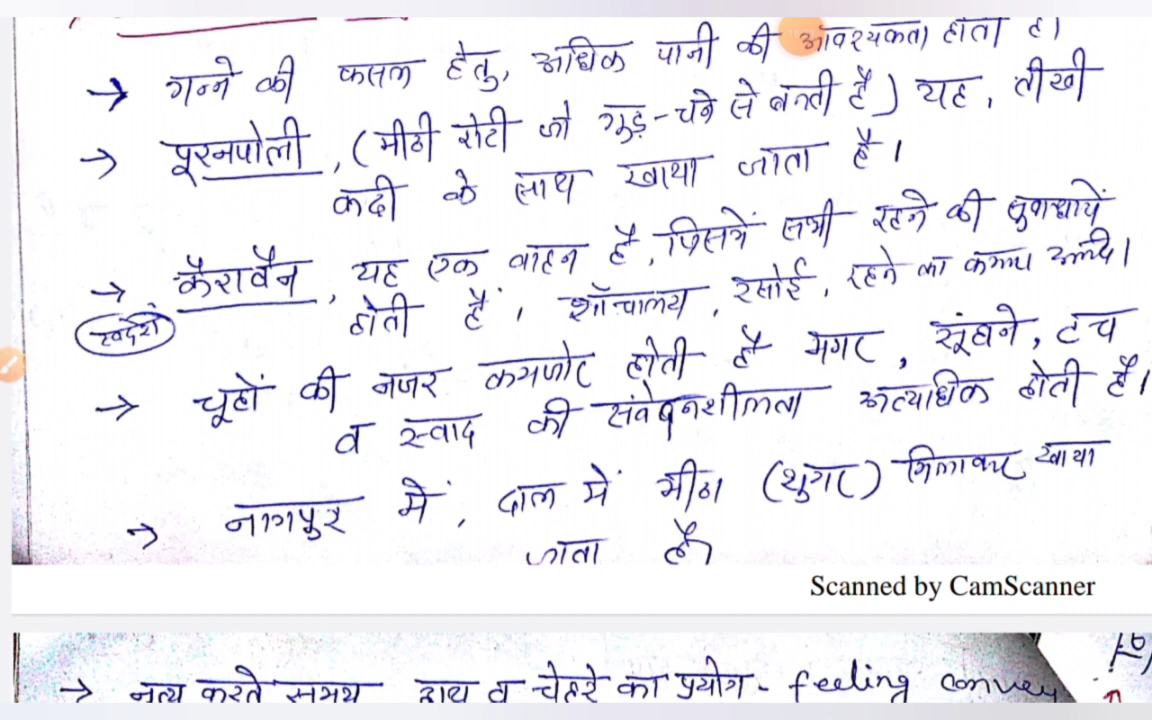 → गन्ने की फसल हेतु, अधिक पानी की आवश्यकता होता है।
→ पूरनपोली, (मीठी रोटी जो गुड़-चने से बनती है) यह, तीखी
कढी के साथ खाया जाता है।
→ कैरावैन, यह एक वाहन है, जिसमें सभी रहने की सुविधायें
होती हैं, शौचालय, रसोई, रहने का कमरा आदि।
→ चूहों की नजर कमजोर होती है मगर, सूंघने, टच
व स्वाद की संवेदनशीलता अत्याधिक होती है।
→ नागपुर में, दाल में मीठा (शुगर) मिलाकर खाया
जाता है
Scanned by CamScanner
→ नृत्य करते समय हाथ व चेहरे का प्रयोग - feeling convey